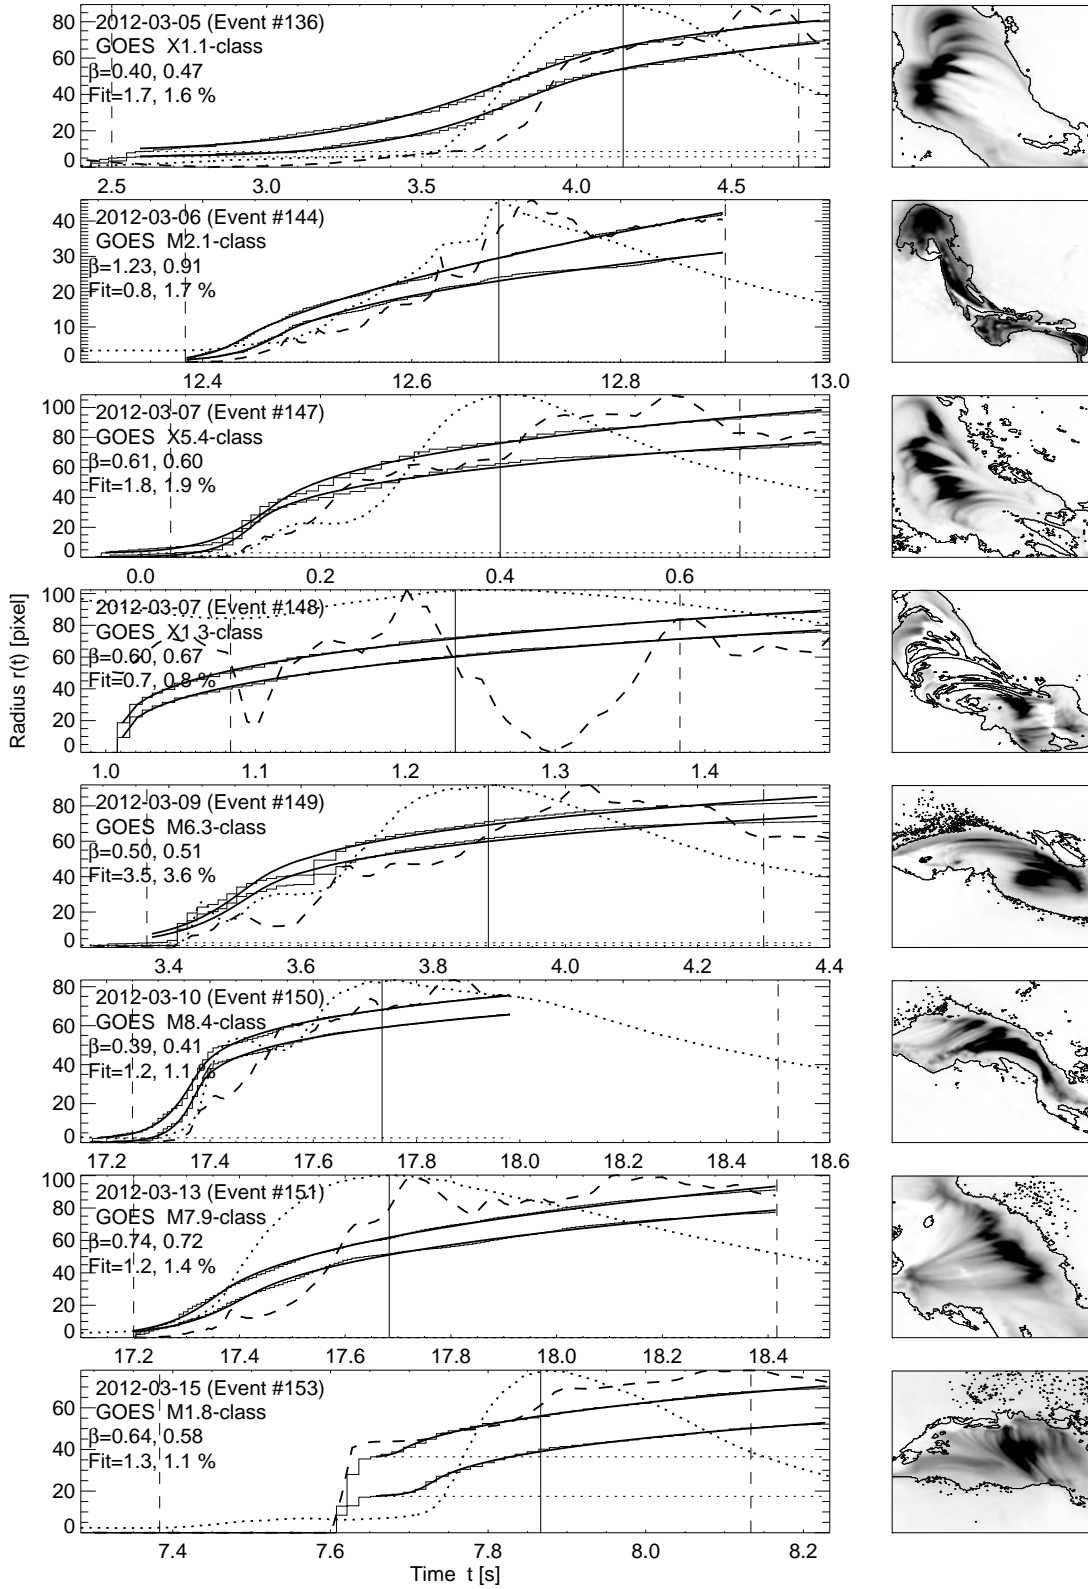 2012-03-05 (Event #136)
GOES X1.1-class
β=0.40, 0.47
Fit=1.7, 1.6 %
80
60
40
20
0
2.5 3.0 3.5 4.0 4.5
2012-03-06 (Event #144)
GOES M2.1-class
β=1.23, 0.91
Fit=0.8, 1.7 %
40
30
20
10
0
12.4 12.6 12.8 13.0
2012-03-07 (Event #147)
GOES X5.4-class
β=0.61, 0.60
Fit=1.8, 1.9 %
100
80
60
40
20
0
0.0 0.2 0.4 0.6
2012-03-07 (Event #148)
GOES X1.3-class
β=0.60, 0.67
Fit=0.7, 0.8 %
100
80
60
40
20
0
1.0 1.1 1.2 1.3 1.4
Radius r(t) [pixel]
2012-03-09 (Event #149)
GOES M6.3-class
β=0.50, 0.51
Fit=3.5, 3.6 %
80
60
40
20
0
3.4 3.6 3.8 4.0 4.2 4.4
2012-03-10 (Event #150)
GOES M8.4-class
β=0.39, 0.41
Fit=1.2, 1.1 %
80
60
40
20
0
17.2 17.4 17.6 17.8 18.0 18.2 18.4 18.6
2012-03-13 (Event #151)
GOES M7.9-class
β=0.74, 0.72
Fit=1.2, 1.4 %
100
80
60
40
20
0
17.2 17.4 17.6 17.8 18.0 18.2 18.4
2012-03-15 (Event #153)
GOES M1.8-class
β=0.64, 0.58
Fit=1.3, 1.1 %
60
40
20
0
7.4 7.6 7.8 8.0 8.2
Time t [s]